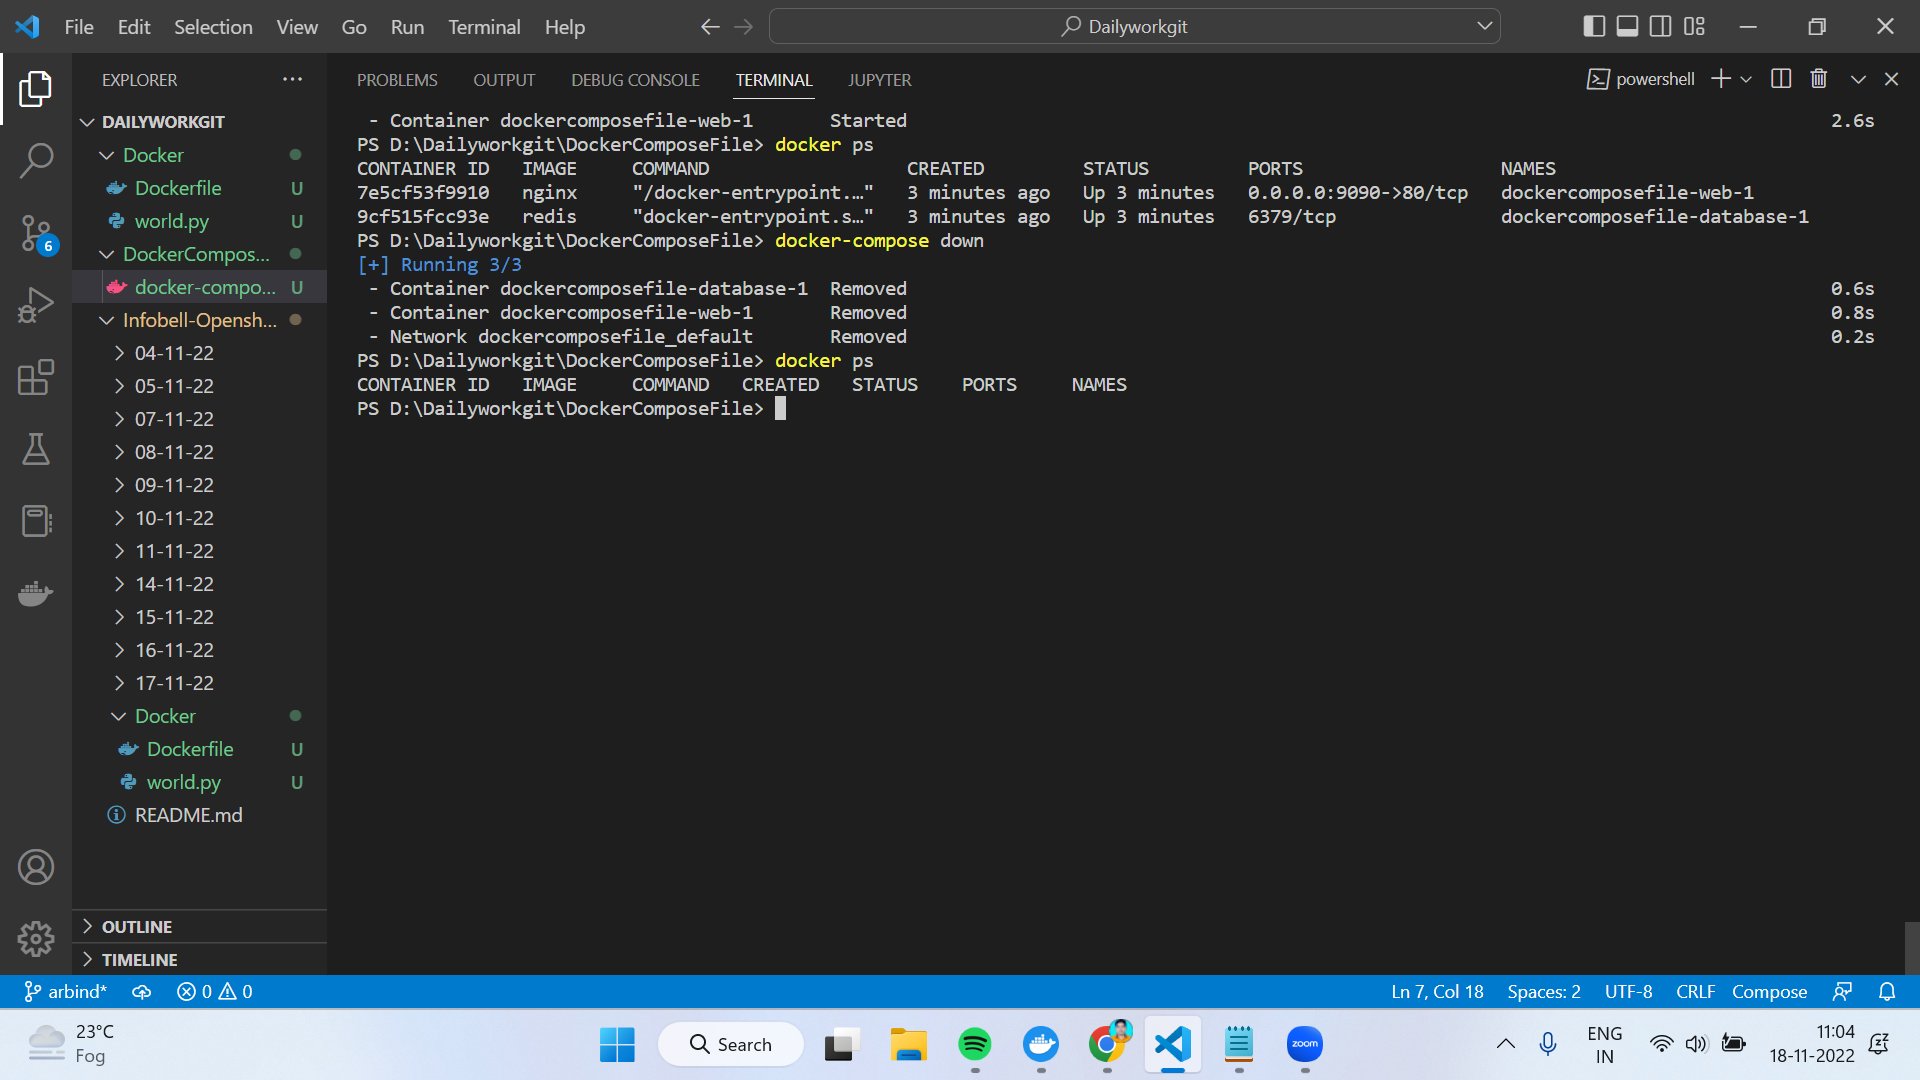 File Edit Selection View Go Run Terminal Help
Dailyworkgit
EXPLORER
DAILYWORKGIT
Docker
Dockerfile U
world.py U
DockerCompos...
docker-compo... U
Infobell-Opensh...
04-11-22
05-11-22
07-11-22
08-11-22
09-11-22
10-11-22
11-11-22
14-11-22
15-11-22
16-11-22
17-11-22
Docker
Dockerfile U
world.py U
README.md
OUTLINE
TIMELINE
6
PROBLEMS OUTPUT DEBUG CONSOLE TERMINAL JUPYTER
powershell
- Container dockercomposefile-web-1 Started 2.6s
PS D:\Dailyworkgit\DockerComposeFile> docker ps
CONTAINER ID IMAGE COMMAND CREATED STATUS PORTS NAMES
7e5cf53f9910 nginx "/docker-entrypoint.…" 3 minutes ago Up 3 minutes 0.0.0.0:9090->80/tcp dockercomposefile-web-1
9cf515fcc93e redis "docker-entrypoint.s…" 3 minutes ago Up 3 minutes 6379/tcp dockercomposefile-database-1
PS D:\Dailyworkgit\DockerComposeFile> docker-compose down
[+] Running 3/3
- Container dockercomposefile-database-1 Removed 0.6s
- Container dockercomposefile-web-1 Removed 0.8s
- Network dockercomposefile_default Removed 0.2s
PS D:\Dailyworkgit\DockerComposeFile> docker ps
CONTAINER ID IMAGE COMMAND CREATED STATUS PORTS NAMES
PS D:\Dailyworkgit\DockerComposeFile>
arbind* 0 0 Ln 7, Col 18 Spaces: 2 UTF-8 CRLF Compose
23°C
Fog
Search
zoom
ENG
IN
11:04
18-11-2022